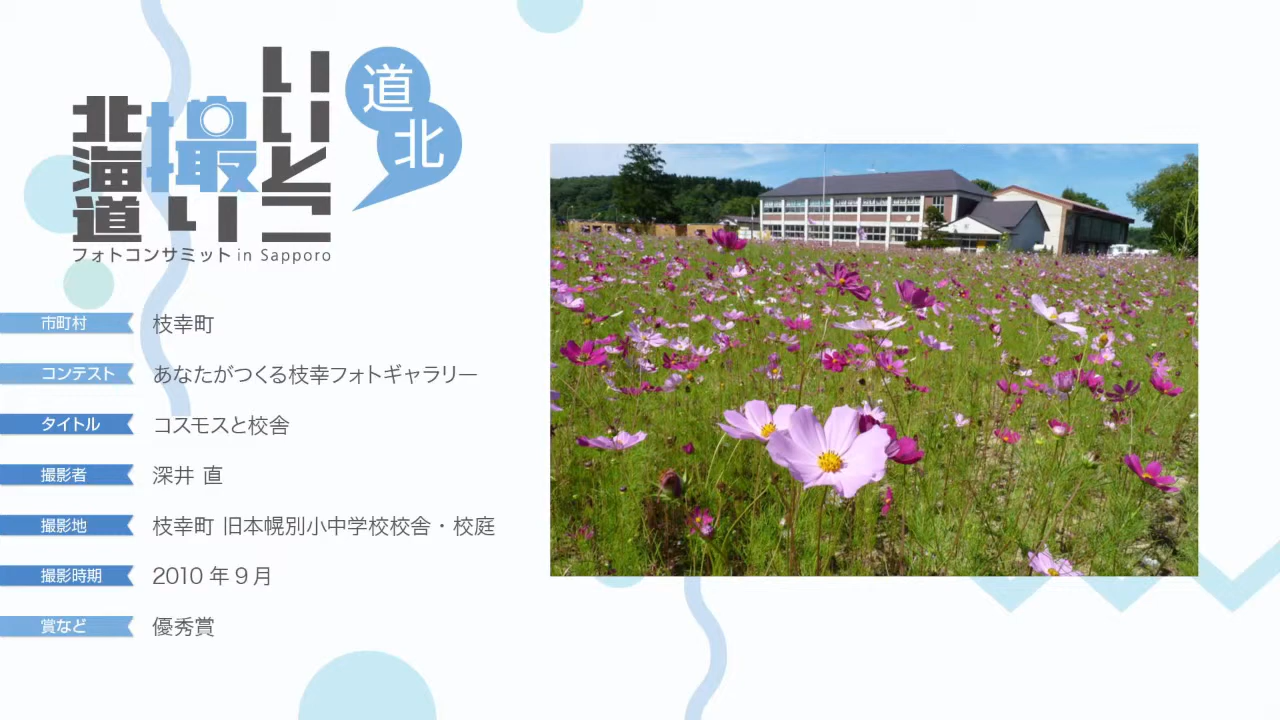 北海道
撮り
いいとこ
道北
フォトコンサミット in Sapporo
市町村 枝幸町
コンテスト あなたがつくる枝幸フォトギャラリー
タイトル コスモスと校舎
撮影者 深井 直
撮影地 枝幸町 旧本幌別小中学校校舎・校庭
撮影時期 2010 年 9 月
賞など 優秀賞